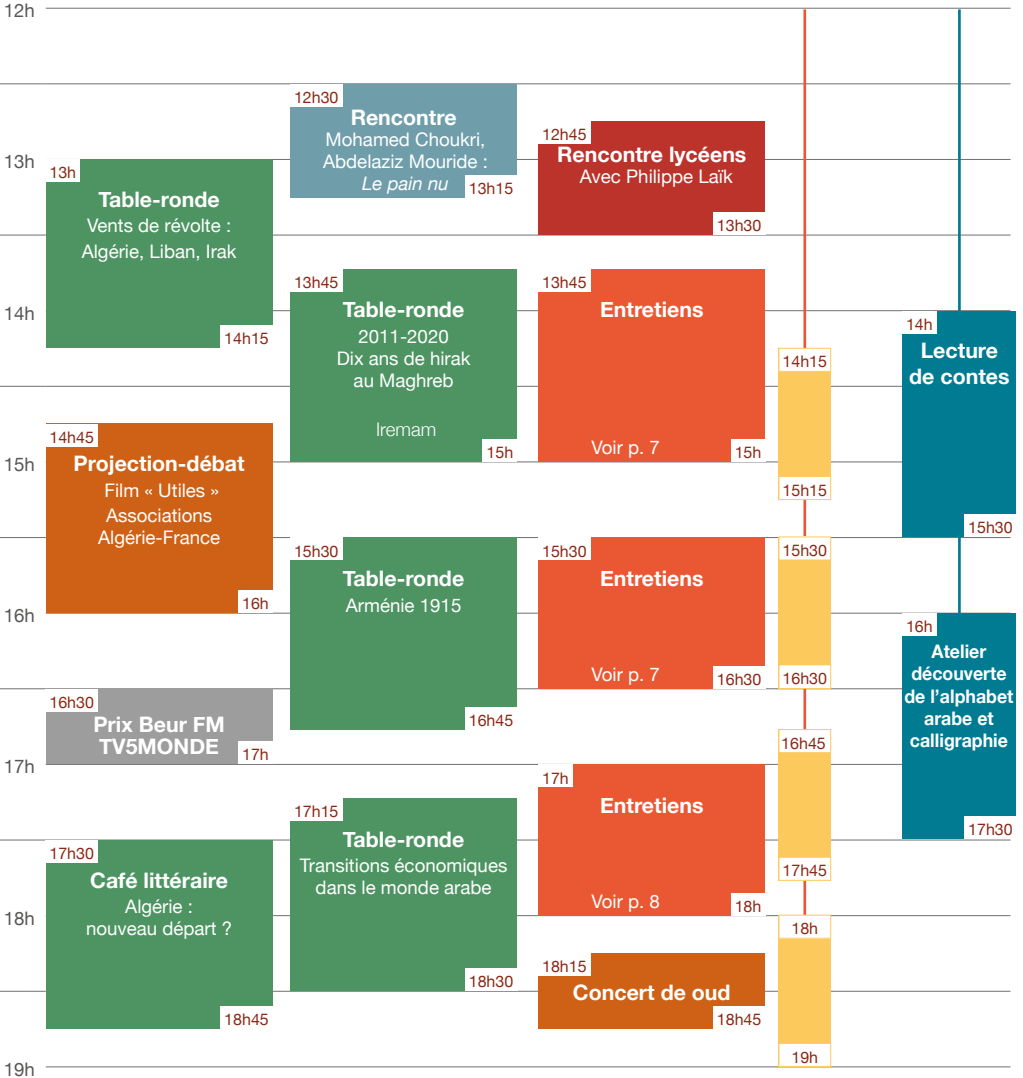 12h
13h
14h
15h
16h
17h
18h
19h
13h
Table-ronde
Vents de révolte :
Algérie, Liban, Irak
14h15
14h45
Projection-débat
Film « Utiles »
Associations
Algérie-France
16h
16h30
Prix Beur FM
TV5MONDE
17h
17h30
Café littéraire
Algérie :
nouveau départ ?
18h45
12h30
Rencontre
Mohamed Choukri,
Abdelaziz Mouride :
Le pain nu
13h15
13h45
Table-ronde
2011-2020
Dix ans de hirak
au Maghreb
Iremam
15h
15h30
Table-ronde
Arménie 1915
16h45
17h15
Table-ronde
Transitions économiques
dans le monde arabe
18h30
12h45
Rencontre lycéens
Avec Philippe Laïk
13h30
13h45
Entretiens
Voir p. 7
15h
15h30
Entretiens
Voir p. 7
16h30
17h
Entretiens
Voir p. 8
18h
18h15
Concert de oud
18h45
14h15
15h15
15h30
16h30
16h45
17h45
18h
19h
14h
Lecture
de contes
15h30
16h
Atelier
découverte
de l'alphabet
arabe et
calligraphie
17h30